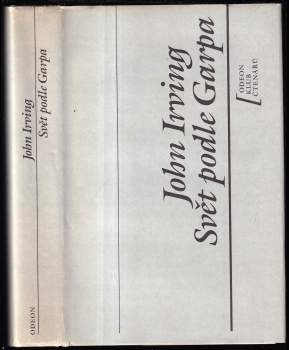 John Irving
Svět podle Garpa
ODEON
John Irving
Svět podle Garpa
ODEON
KLUB
ČTENÁŘŮ